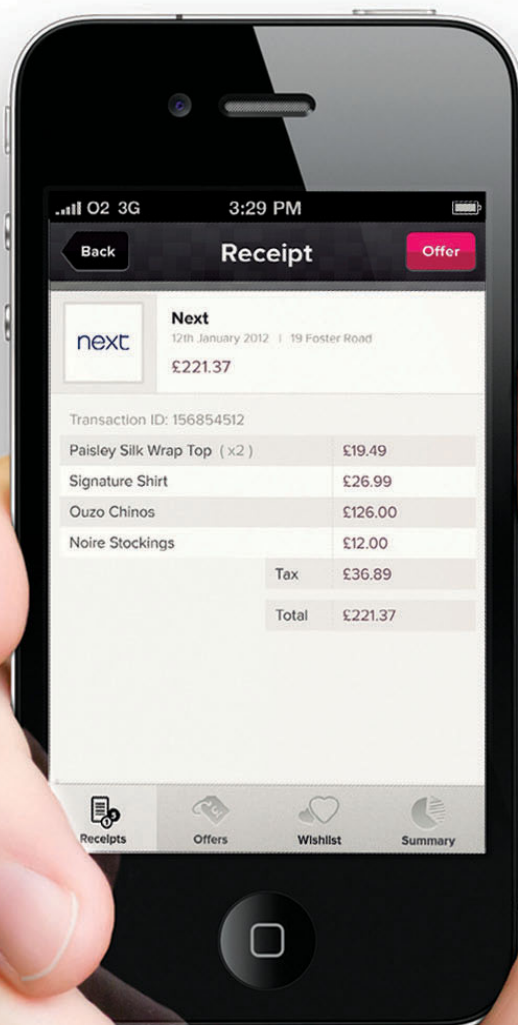 O2 3G 3:29 PM
Back Receipt Offer
next
Next
12th January 2012 | 19 Foster Road
£221.37
Transaction ID: 156854512
Paisley Silk Wrap Top (x2) £19.49
Signature Shirt £26.99
Ouzo Chinos £126.00
Noire Stockings £12.00
Tax £36.89
Total £221.37
Receipts Offers Wishlist Summary